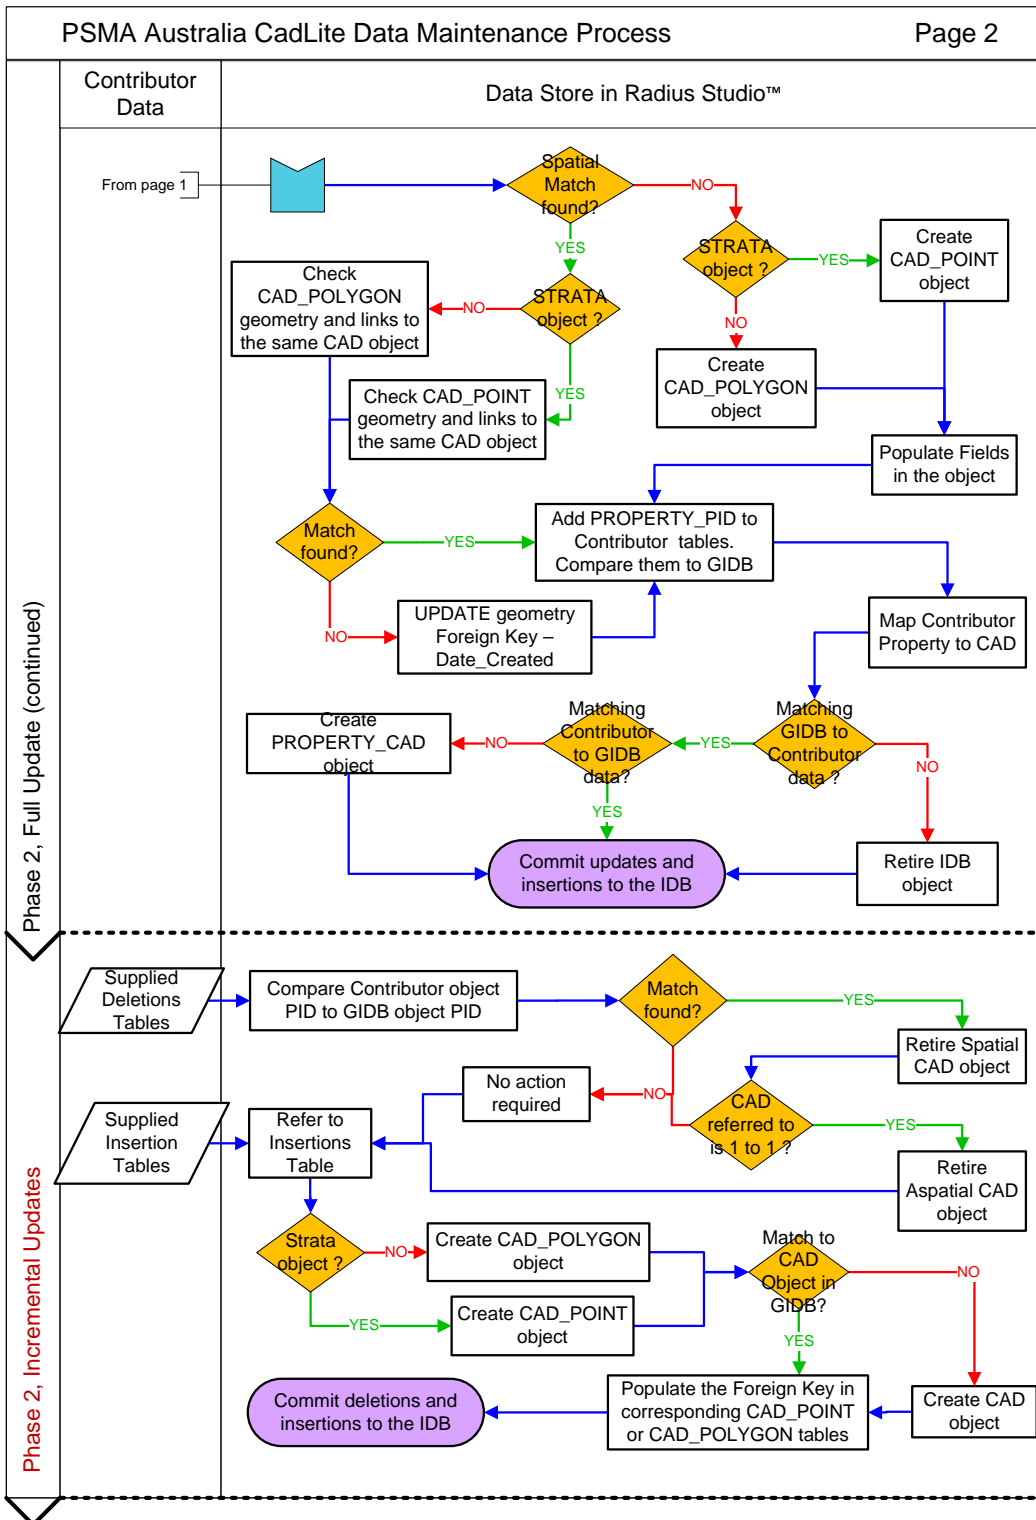 PSMA Australia CadLite Data Maintenance Process
Page 2
Contributor
Data
Data Store in Radius Studio™
Phase 2, Full Update (continued)
From page 1
Spatial
Match
found?
NO
YES
STRATA
object ?
YES
NO
Create
CAD_POINT
object
Check
CAD_POLYGON
geometry and links to
the same CAD object
NO
STRATA
object ?
YES
Create
CAD_POLYGON
object
Check CAD_POINT
geometry and links to
the same CAD object
Populate Fields
in the object
Match
found?
YES
NO
Add PROPERTY_PID to
Contributor tables.
Compare them to GIDB
UPDATE geometry
Foreign Key –
Date_Created
Map Contributor
Property to CAD
Create
PROPERTY_CAD
object
NO
Matching
Contributor
to GIDB
data?
YES
YES
Matching
GIDB to
Contributor
data ?
NO
Commit updates and
insertions to the IDB
Retire IDB
object
Phase 2, Incremental Updates
Supplied
Deletions
Tables
Compare Contributor object
PID to GIDB object PID
Match
found?
YES
NO
Retire Spatial
CAD object
No action
required
CAD
referred to
is 1 to 1 ?
YES
Supplied
Insertion
Tables
Refer to
Insertions
Table
Retire
Aspatial CAD
object
Strata
object ?
NO
YES
Create CAD_POLYGON
object
Create CAD_POINT
object
Match to
CAD
Object in
GIDB?
NO
YES
Commit deletions and
insertions to the IDB
Populate the Foreign Key in
corresponding CAD_POINT
or CAD_POLYGON tables
Create CAD
object